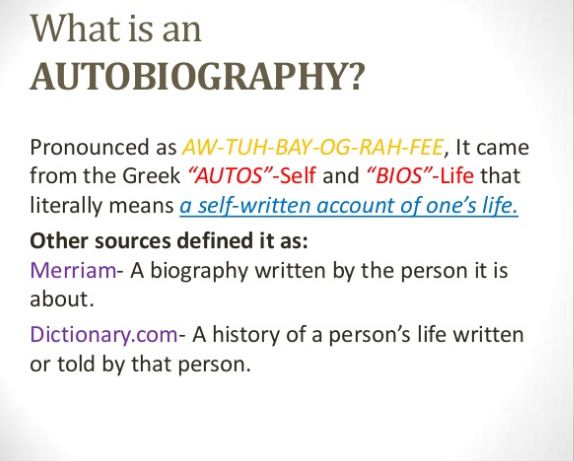 What is an
AUTOBIOGRAPHY?
Pronounced as AW-TUH-BAY-OG-RAH-FEE, It came
from the Greek “AUTOS”-Self and “BIOS”-Life that
literally means a self-written account of one’s life.
Other sources defined it as:
Merriam- A biography written by the person it is
about.
Dictionary.com- A history of a person’s life written
or told by that person.